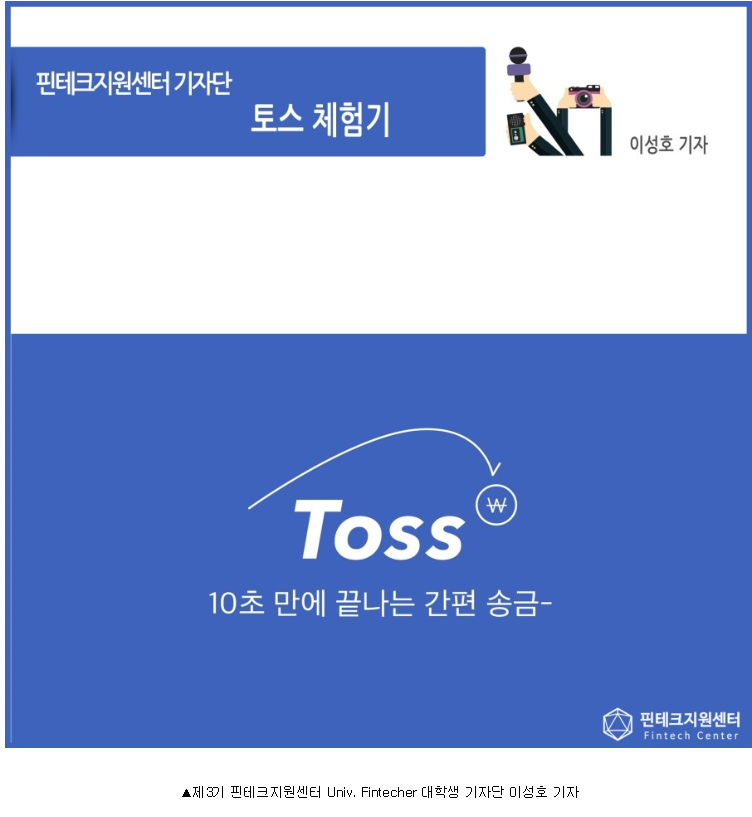 핀테크지원센터 기자단
토스 체험기
이성호 기자
Toss ₩
10초 만에 끝나는 간편 송금-
핀테크지원센터
Fintech Center
▲제3기 핀테크지원센터 Univ. Fintecher 대학생 기자단 이성호 기자